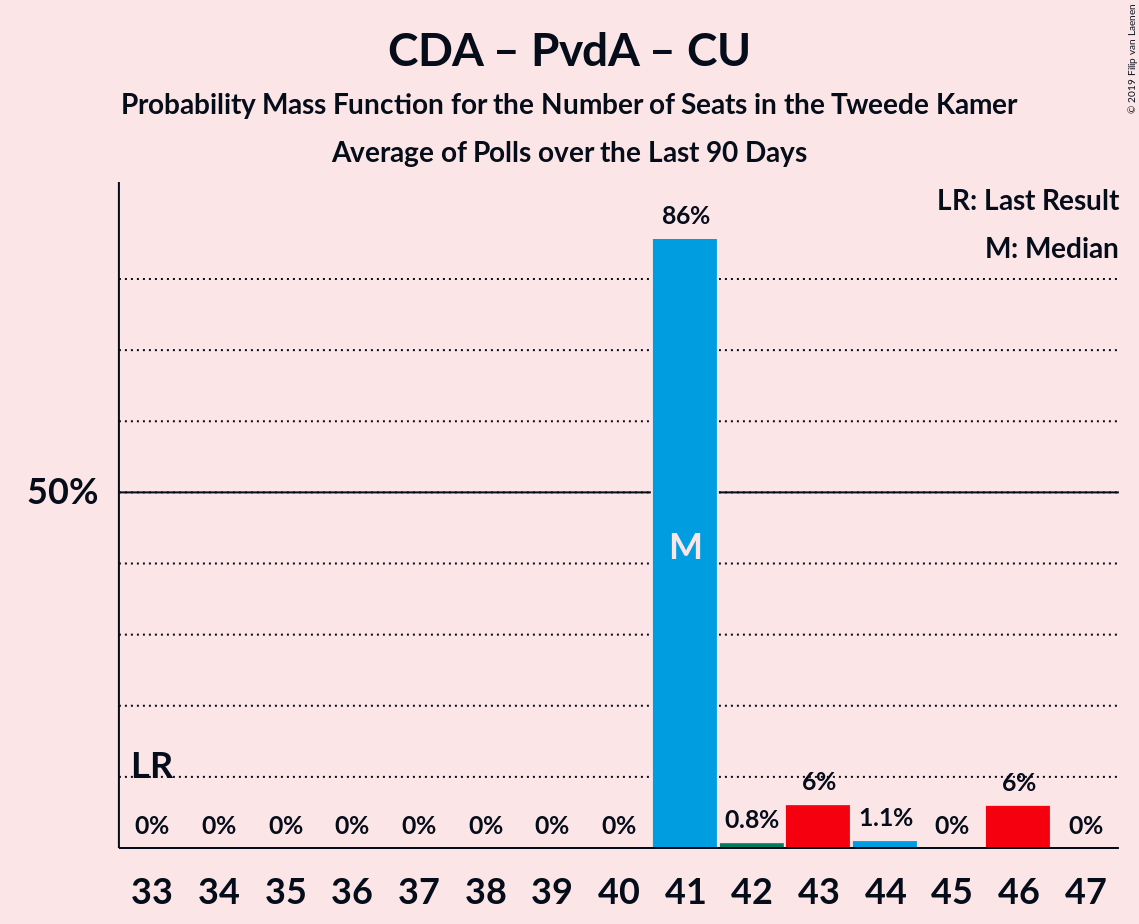 CDA – PvdA – CU
Probability Mass Function for the Number of Seats in the Tweede Kamer
Average of Polls over the Last 90 Days
© 2019 Filip van Laenen
LR: Last Result
M: Median
86%
50%
M
LR
0% 0% 0% 0% 0% 0% 0% 0% 0.8% 6% 1.1% 0% 6% 0%
33 34 35 36 37 38 39 40 41 42 43 44 45 46 47